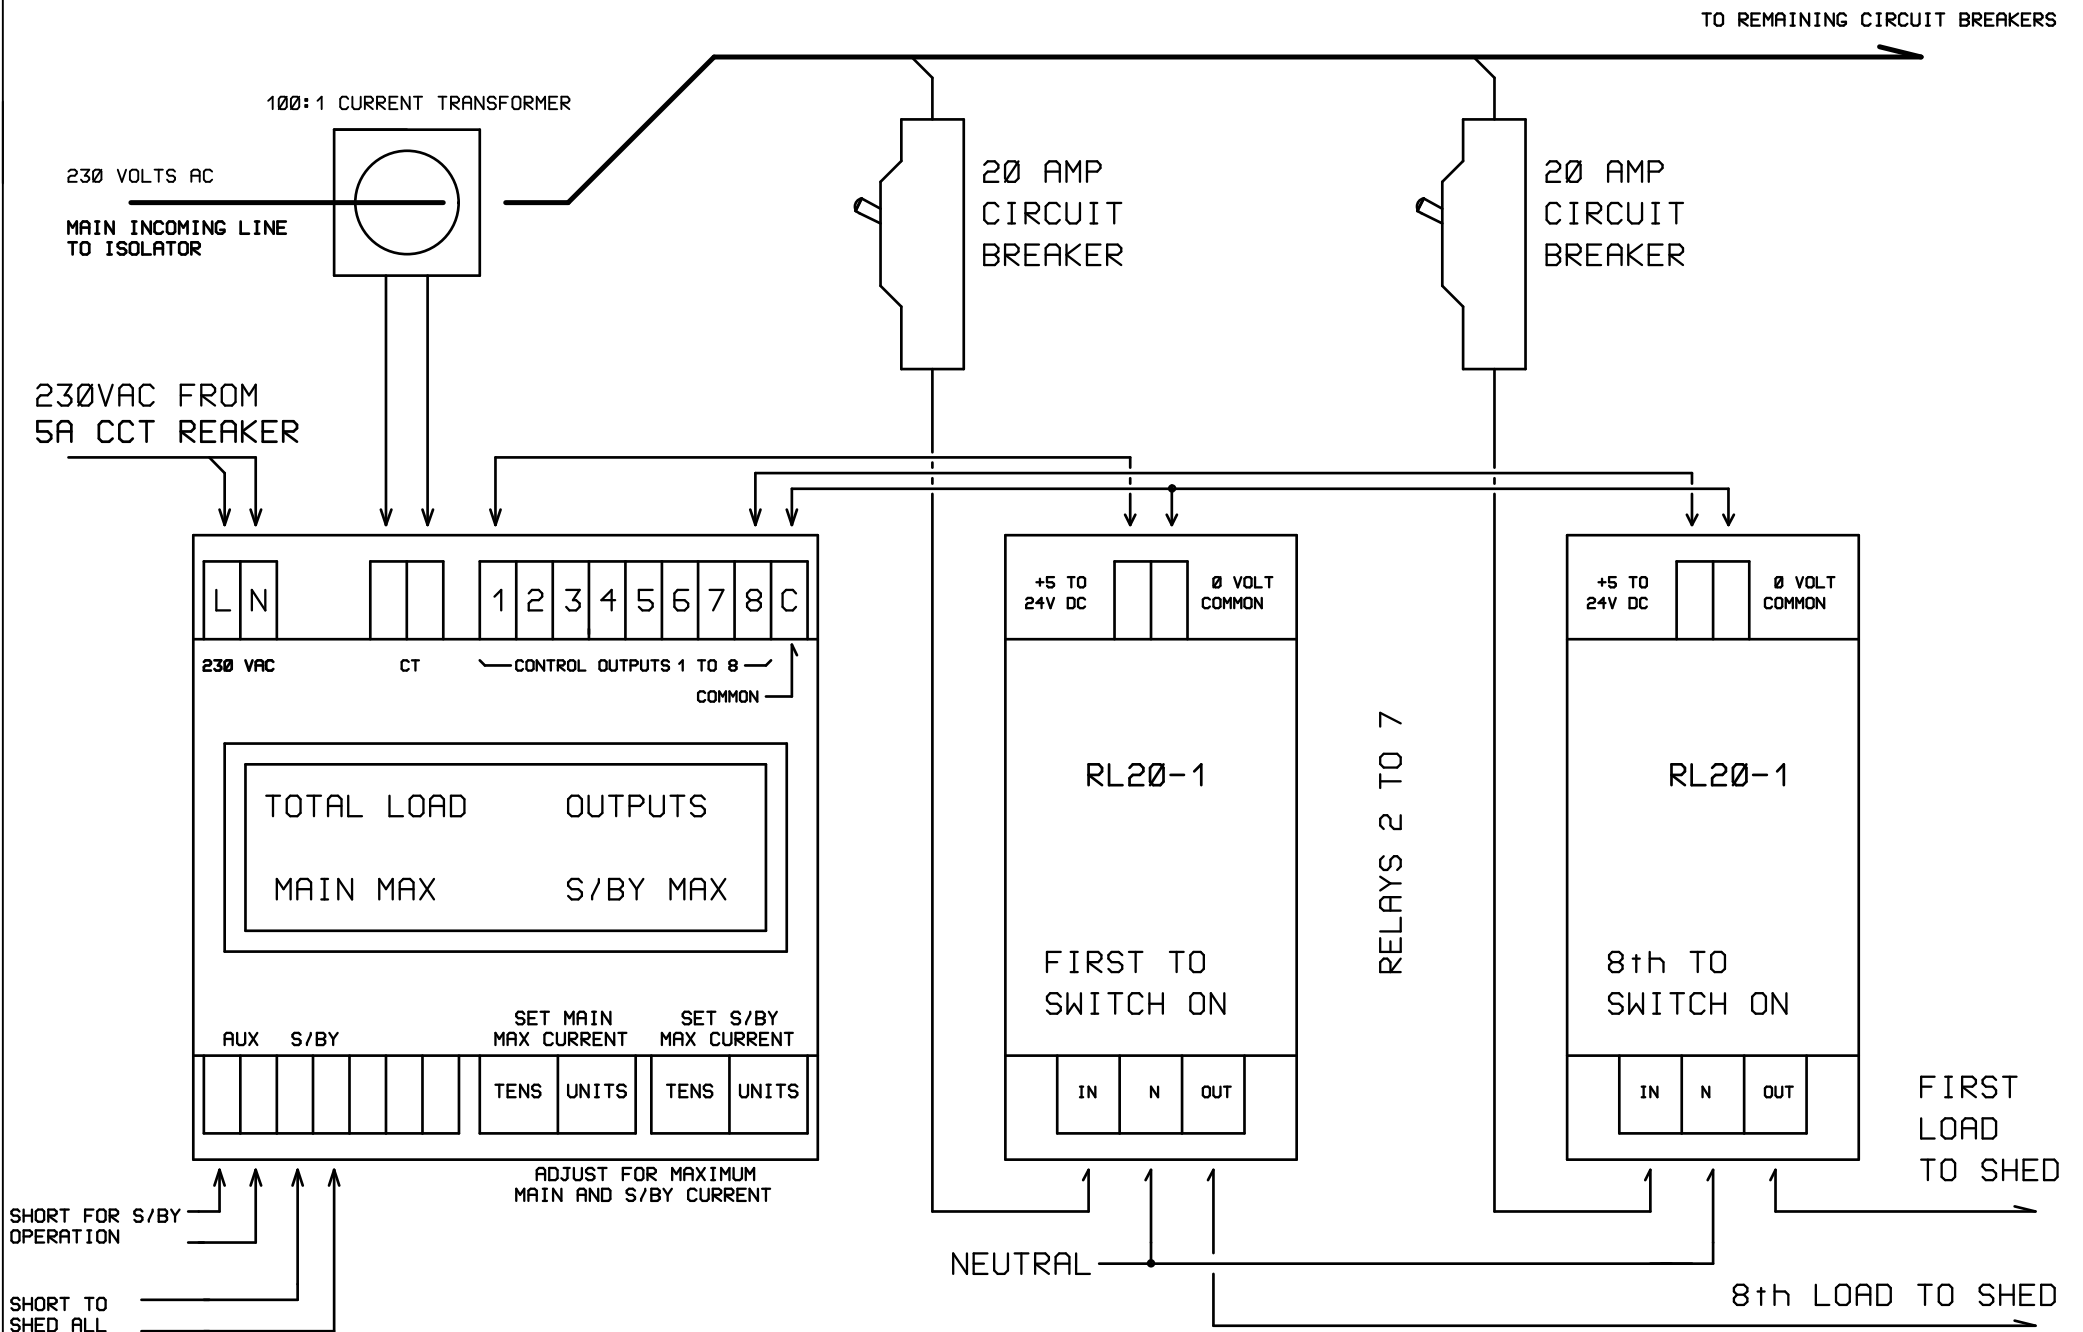 TO REMAINING CIRCUIT BREAKERS
100:1 CURRENT TRANSFORMER
230 VOLTS AC
MAIN INCOMING LINE
TO ISOLATOR
20 AMP
CIRCUIT
BREAKER
20 AMP
CIRCUIT
BREAKER
230VAC FROM
5A CCT REAKER
L N
1 2 3 4 5 6 7 8 C
230 VAC
CT
CONTROL OUTPUTS 1 TO 8
COMMON
TOTAL LOAD OUTPUTS
MAIN MAX S/BY MAX
AUX S/BY
SET MAIN
MAX CURRENT
SET S/BY
MAX CURRENT
TENS UNITS TENS UNITS
ADJUST FOR MAXIMUM
MAIN AND S/BY CURRENT
SHORT FOR S/BY
OPERATION
SHORT TO
SHED ALL
+5 TO
24V DC
0 VOLT
COMMON
RL20-1
FIRST TO
SWITCH ON
IN N OUT
RELAYS 2 TO 7
+5 TO
24V DC
0 VOLT
COMMON
RL20-1
8th TO
SWITCH ON
IN N OUT
FIRST
LOAD
TO SHED
NEUTRAL
8th LOAD TO SHED